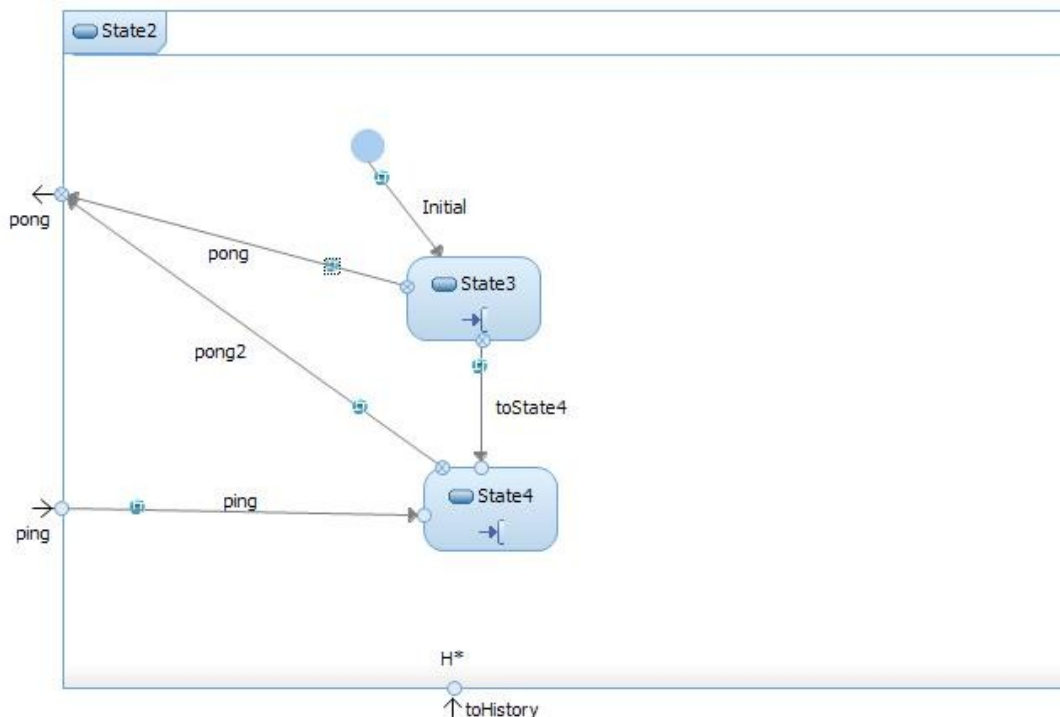 State2
Initial
pong
pong
State3
pong2
toState4
State4
ping
ping
H*
toHistory